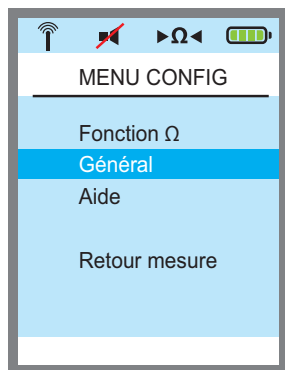 ►Ω◄
MENU CONFIG
Fonction Ω
Général
Aide
Retour mesure